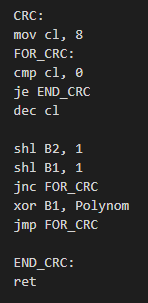 CRC:
mov cl, 8
FOR_CRC:
cmp cl, 0
je END_CRC
dec cl
shl B2, 1
shl B1, 1
jnc FOR_CRC
xor B1, Polynom
jmp FOR_CRC
END_CRC:
ret